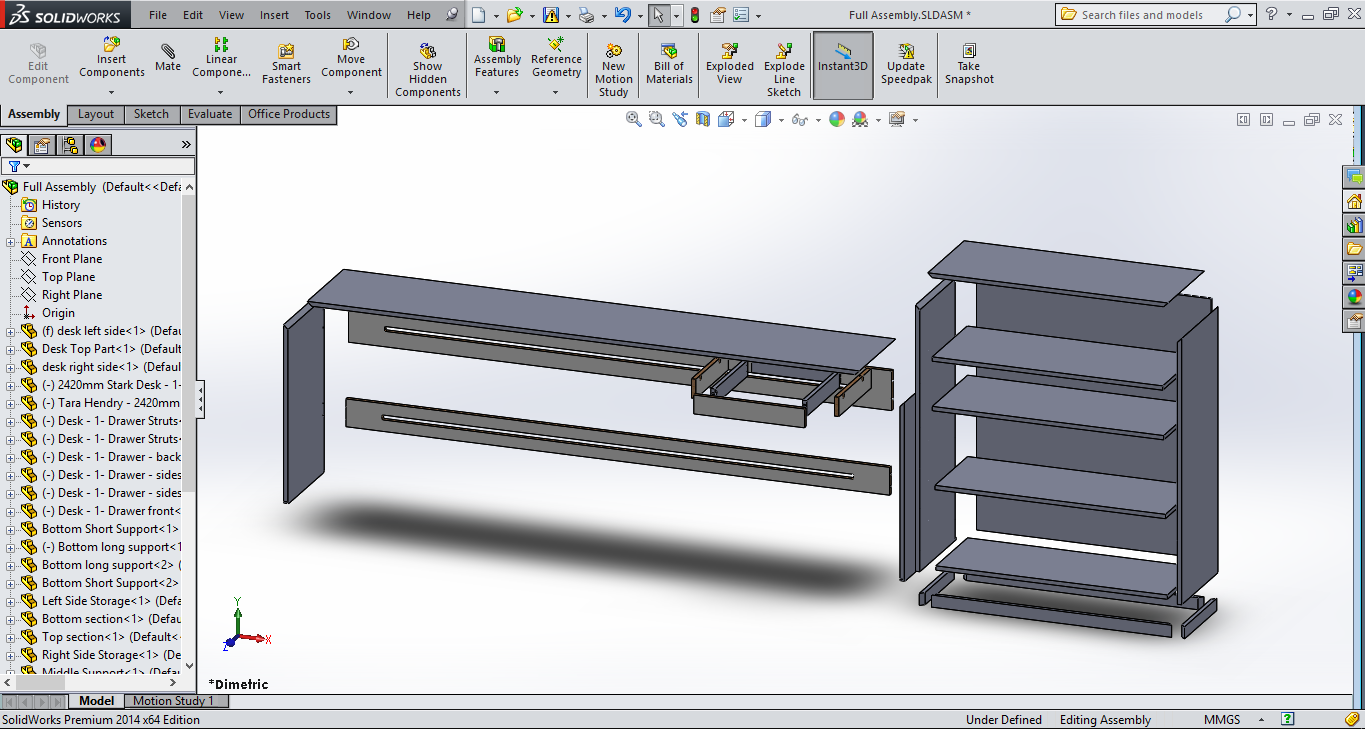 SOLIDWORKS File Edit View Insert Tools Window Help Full Assembly.SLDASM * Search files and models
Edit Component
Insert Components
Mate
Linear Compone...
Smart Fasteners
Move Component
Show Hidden Components
Assembly Features
Reference Geometry
New Motion Study
Bill of Materials
Exploded View
Explode Line Sketch
Instant3D
Update Speedpak
Take Snapshot
Assembly Layout Sketch Evaluate Office Products
Full Assembly (Default<<Defa
History
Sensors
A Annotations
Front Plane
Top Plane
Right Plane
Origin
(f) desk left side<1> (Defau
Desk Top Part<1> (Default
desk right side<1> (Defaul
(-) 2420mm Stark Desk - 1-
(-) Tara Hendry - 2420mm
(-) Desk - 1- Drawer Struts
(-) Desk - 1- Drawer Struts
(-) Desk - 1- Drawer - back
(-) Desk - 1- Drawer - sides
(-) Desk - 1- Drawer - sides
(-) Desk - 1- Drawer front<
Bottom Short Support<1>
(-) Bottom long support<1
Bottom long support<2> (
Bottom Short Support<2>
Left Side Storage<1> (Defa
Bottom section<1> (Defau
Top section<1> (Default<
Right Side Storage<1> (De
Middle Support<1> (Defau
Y
X
Z
*Dimetric
Model Motion Study 1
SolidWorks Premium 2014 x64 Edition Under Defined Editing Assembly MMGS